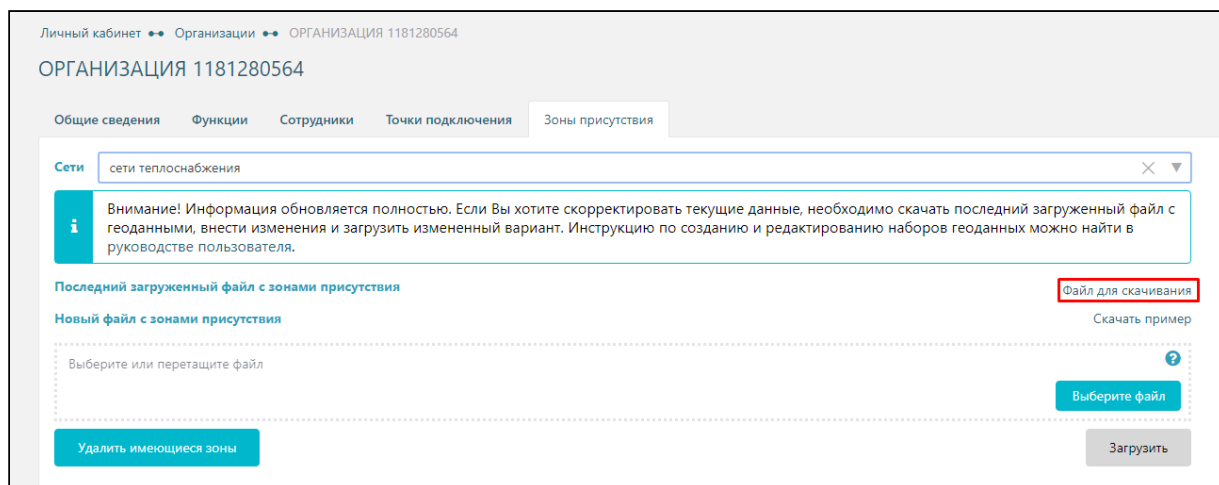 Личный кабинет Организации ОРГАНИЗАЦИЯ 1181280564
ОРГАНИЗАЦИЯ 1181280564
Общие сведения Функции Сотрудники Точки подключения Зоны присутствия
Сети сети теплоснабжения
Внимание! Информация обновляется полностью. Если Вы хотите скорректировать текущие данные, необходимо скачать последний загруженный файл с
геоданными, внести изменения и загрузить измененный вариант. Инструкцию по созданию и редактированию наборов геоданных можно найти в
руководстве пользователя.
Последний загруженный файл с зонами присутствия Файл для скачивания
Новый файл с зонами присутствия Скачать пример
Выберите или перетащите файл
Выберите файл
Удалить имеющиеся зоны Загрузить